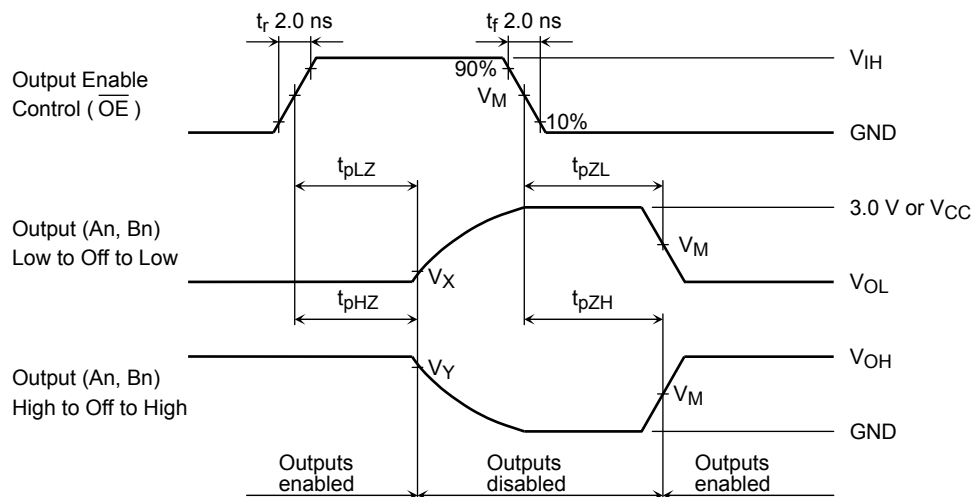 tr 2.0 ns
tf 2.0 ns
Output Enable
Control ( OE )
90%
VM
10%
VIH
GND
tpLZ
tpZL
3.0 V or VCC
Output (An, Bn)
Low to Off to Low
VX
VM
VOL
tpHZ
tpZH
VOH
Output (An, Bn)
High to Off to High
VY
VM
GND
Outputs
enabled
Outputs
disabled
Outputs
enabled